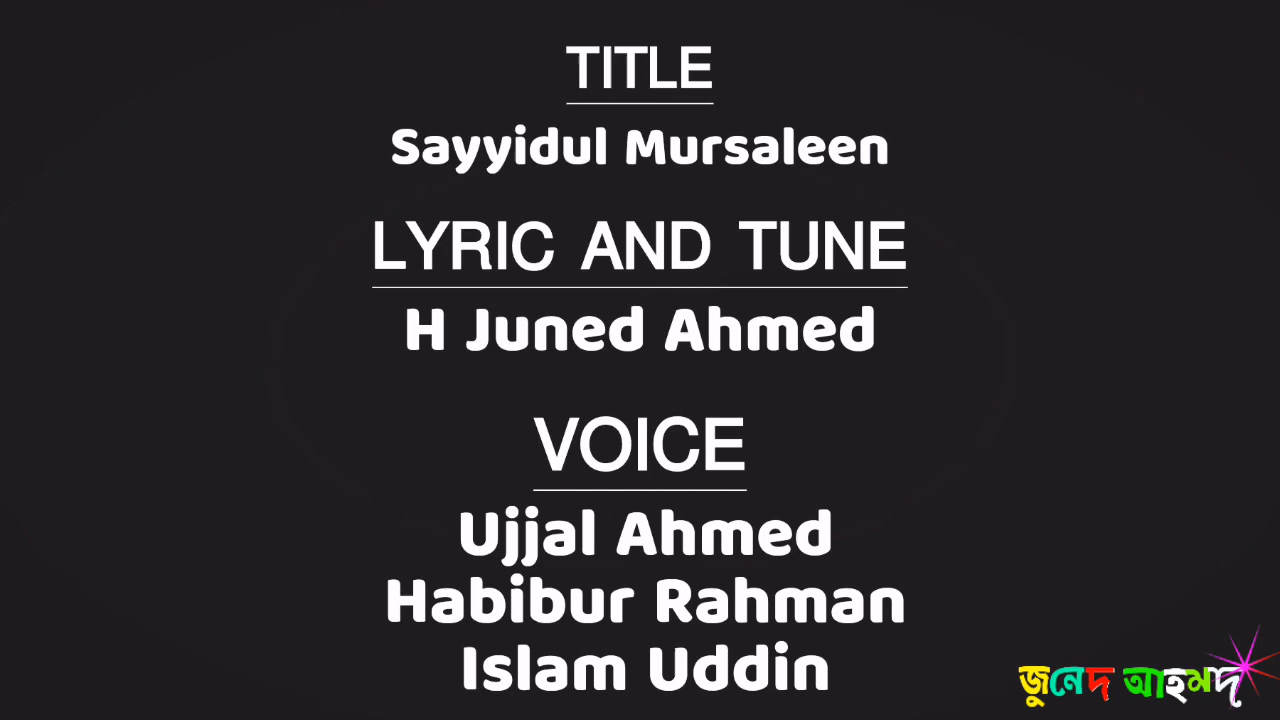 TITLE
Sayyidul Mursaleen
LYRIC AND TUNE
H Juned Ahmed
VOICE
Ujjal Ahmed
Habibur Rahman
Islam Uddin
জুনেদ আহমদ